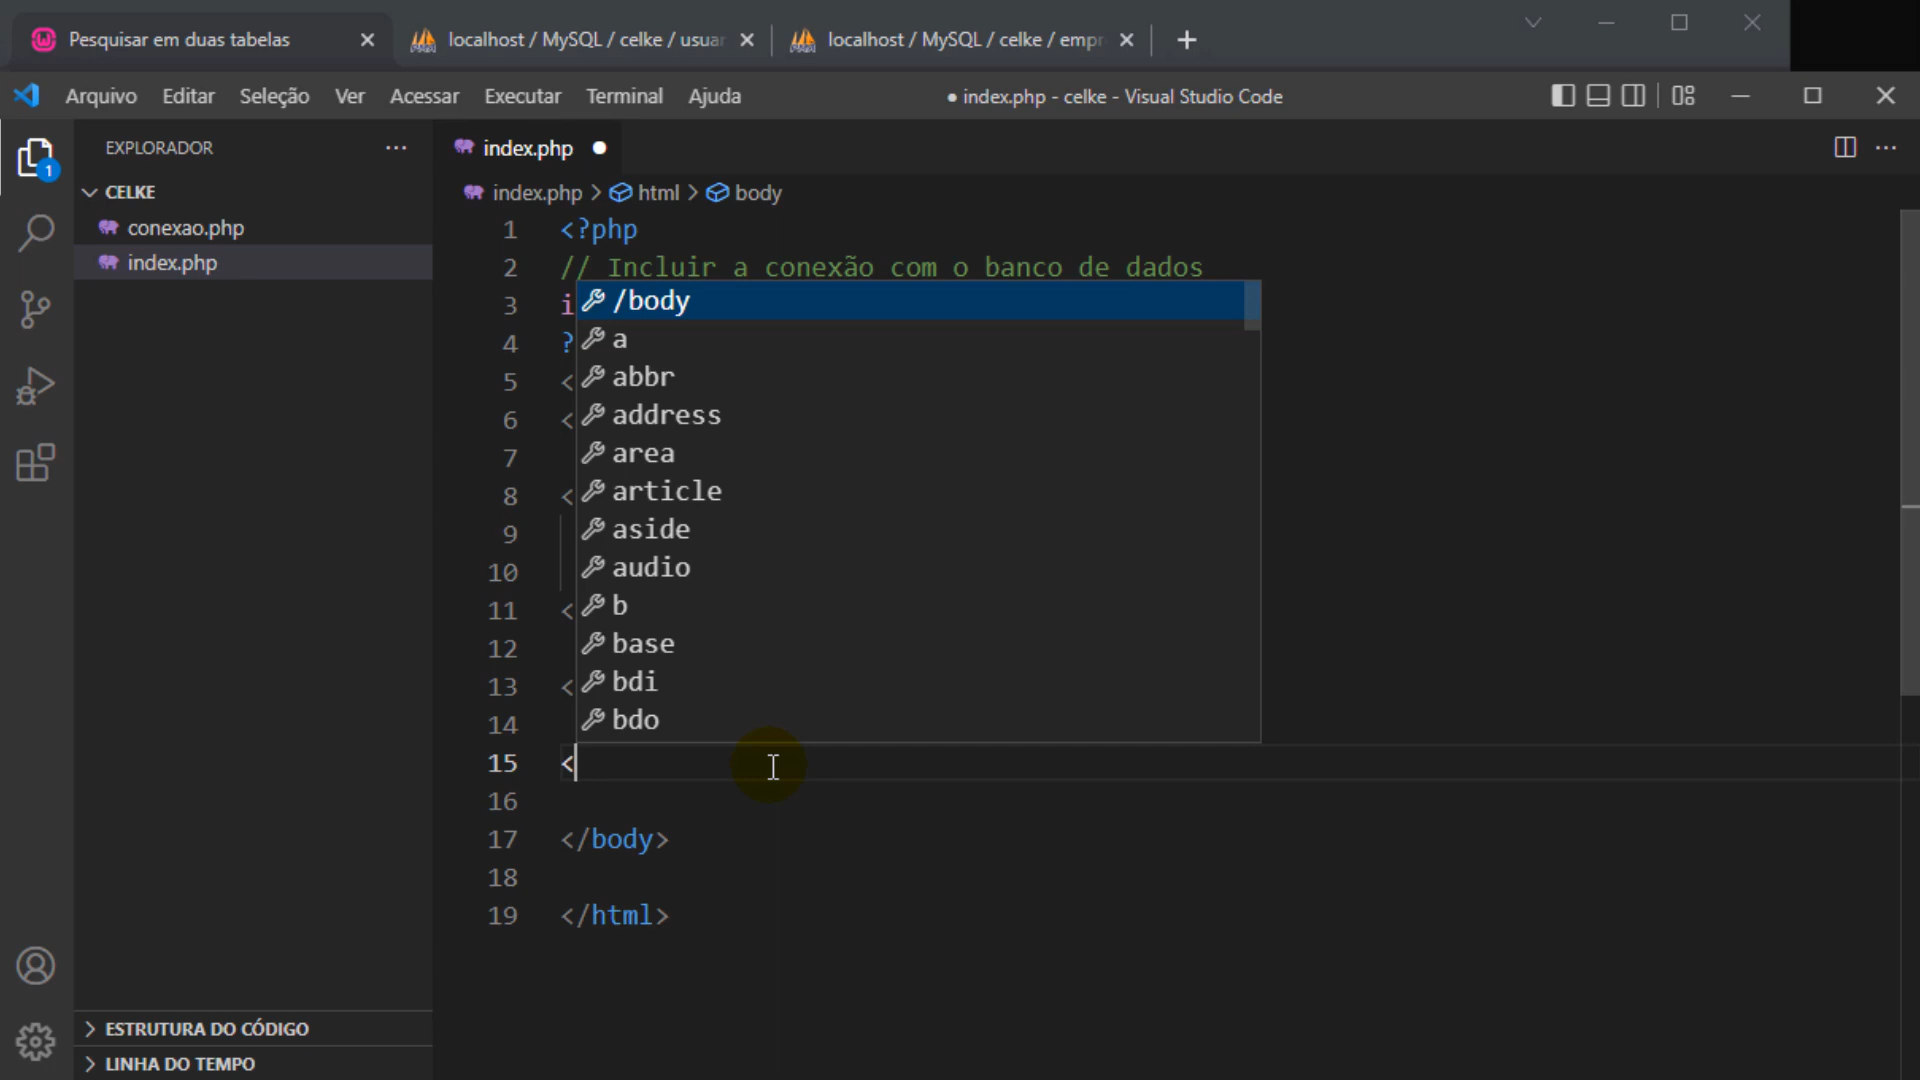 Pesquisar em duas tabelas
localhost / MySQL / celke / usuar
localhost / MySQL / celke / empr
Arquivo Editar Seleção Ver Acessar Executar Terminal Ajuda
● index.php - celke - Visual Studio Code
EXPLORADOR
CELKE
conexao.php
index.php
ESTRUTURA DO CÓDIGO
LINHA DO TEMPO
1
index.php
index.php > html > body
1 <?php
2 // Incluir a conexão com o banco de dados
3 i
4 ?
5 <
6 <
7
8 <
9
10
11 <
12
13 <
14
/body
a
abbr
address
area
article
aside
audio
b
base
bdi
bdo
15 <
16
17 </body>
18
19 </html>